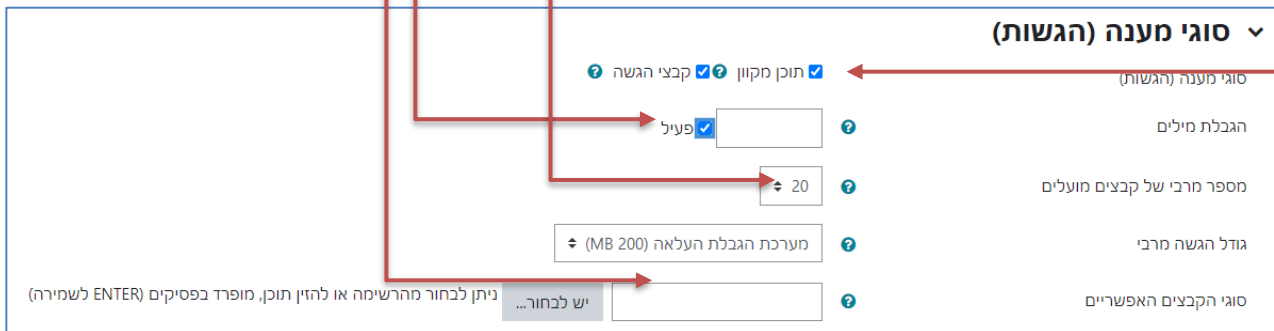 סוגי מענה (הגשות)
סוגי מענה (הגשות) תוכן מקוון קבצי הגשה
הגבלת מילים פעיל
מספר מרבי של קבצים מועלים 20
גודל הגשה מרבי מערכת הגבלת העלאה (200 MB)
סוגי הקבצים האפשריים יש לבחור... ניתן לבחור מהרשימה או להזין תוכן, מופרד בפסיקים (ENTER לשמירה)